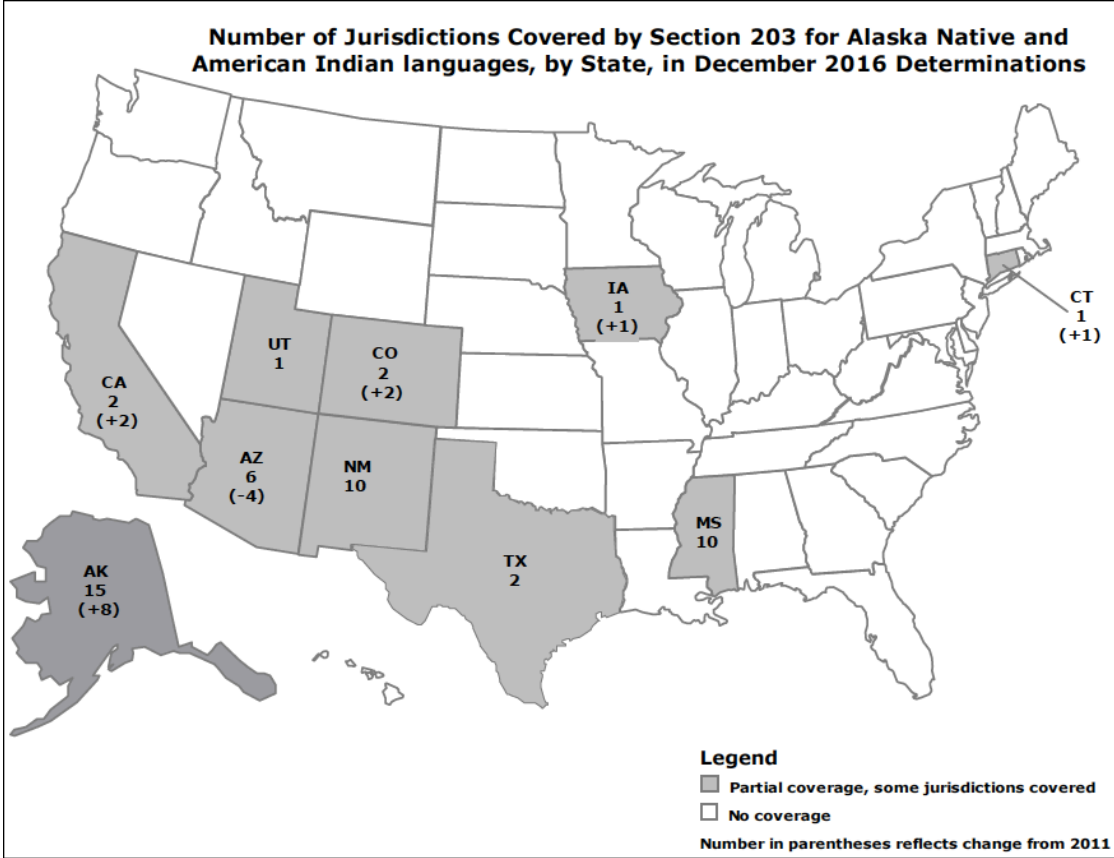 Number of Jurisdictions Covered by Section 203 for Alaska Native and
American Indian languages, by State, in December 2016 Determinations
IA
1
(+1)
CT
1
(+1)
UT
1
CO
2
(+2)
CA
2
(+2)
AZ
6
(-4)
NM
10
MS
10
TX
2
AK
15
(+8)
Legend
Partial coverage, some jurisdictions covered
No coverage
Number in parentheses reflects change from 2011